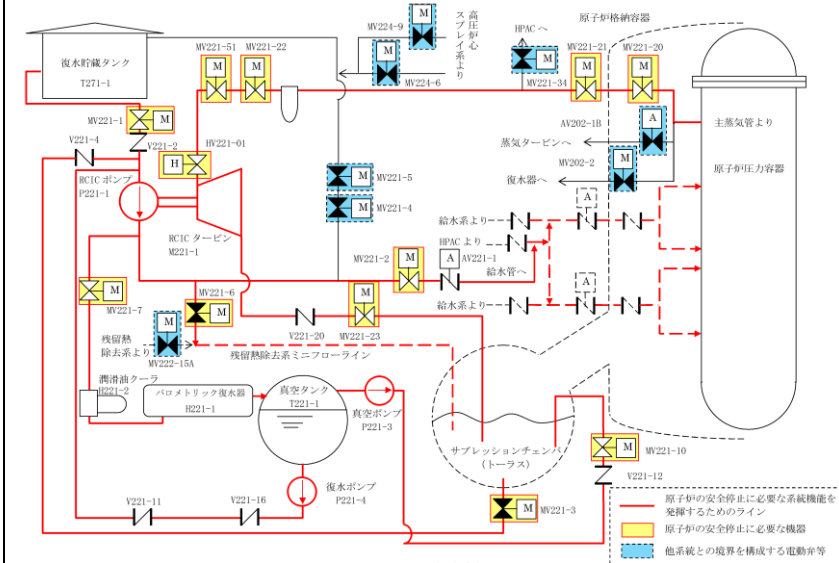 復水貯蔵タンク
T271-1
MV221-51
MV221-22
MV224-9
MV224-6
高圧炉心
スプレイ系より
HPACへ
MV221-34
原子炉格納容器
MV221-21
MV221-20
M
M
M
M
M
M
M
主蒸気管より
AV202-1B
A
蒸気タービンへ
MV202-2
M
復水器へ
原子炉圧力容器
MV221-1
M
V221-4
V221-2
HV221-01
H
RCIC ポンプ
P221-1
RCIC タービン
M221-1
M
MV221-5
M
MV221-4
給水系より
A
HPAC より
AV221-1
A
給水管へ
MV221-2
M
給水系より
A
M
MV221-7
MV221-6
M
V221-20
M
MV221-23
残留熱
除去系より
M
MV222-15A
残留熱除去系ミニフローライン
潤滑油クーラ
H221-2
バロメトリック復水器
H221-1
真空タンク
T221-1
真空ポンプ
P221-3
復水ポンプ
P221-4
サプレッションチェンバ
(トーラス)
M
MV221-10
V221-12
V221-11
V221-16
M
MV221-3
原子炉の安全停止に必要な系統機能を
発揮するためのライン
原子炉の安全停止に必要な機器
他系統との境界を構成する電動弁等